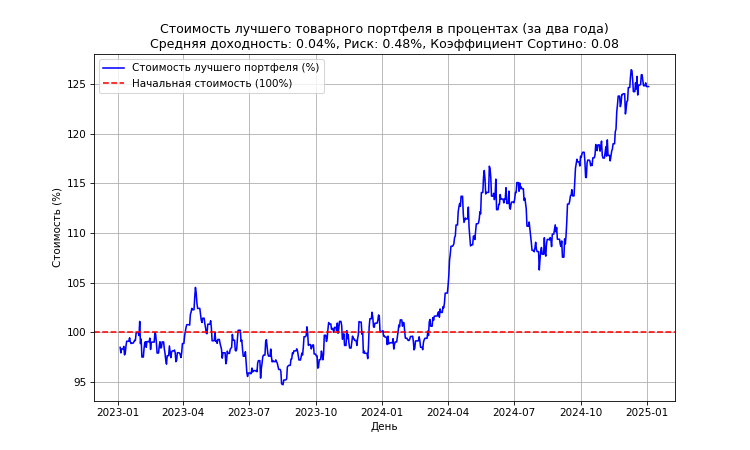 Стоимость лучшего товарного портфеля в процентах (за два года)
Средняя доходность: 0.04%, Риск: 0.48%, Коэффициент Сортино: 0.08
Стоимость лучшего портфеля (%)
Начальная стоимость (100%)
Стоимость (%)
125
120
115
110
105
100
95
2023-01
2023-04
2023-07
2023-10
2024-01
2024-04
2024-07
2024-10
2025-01
День